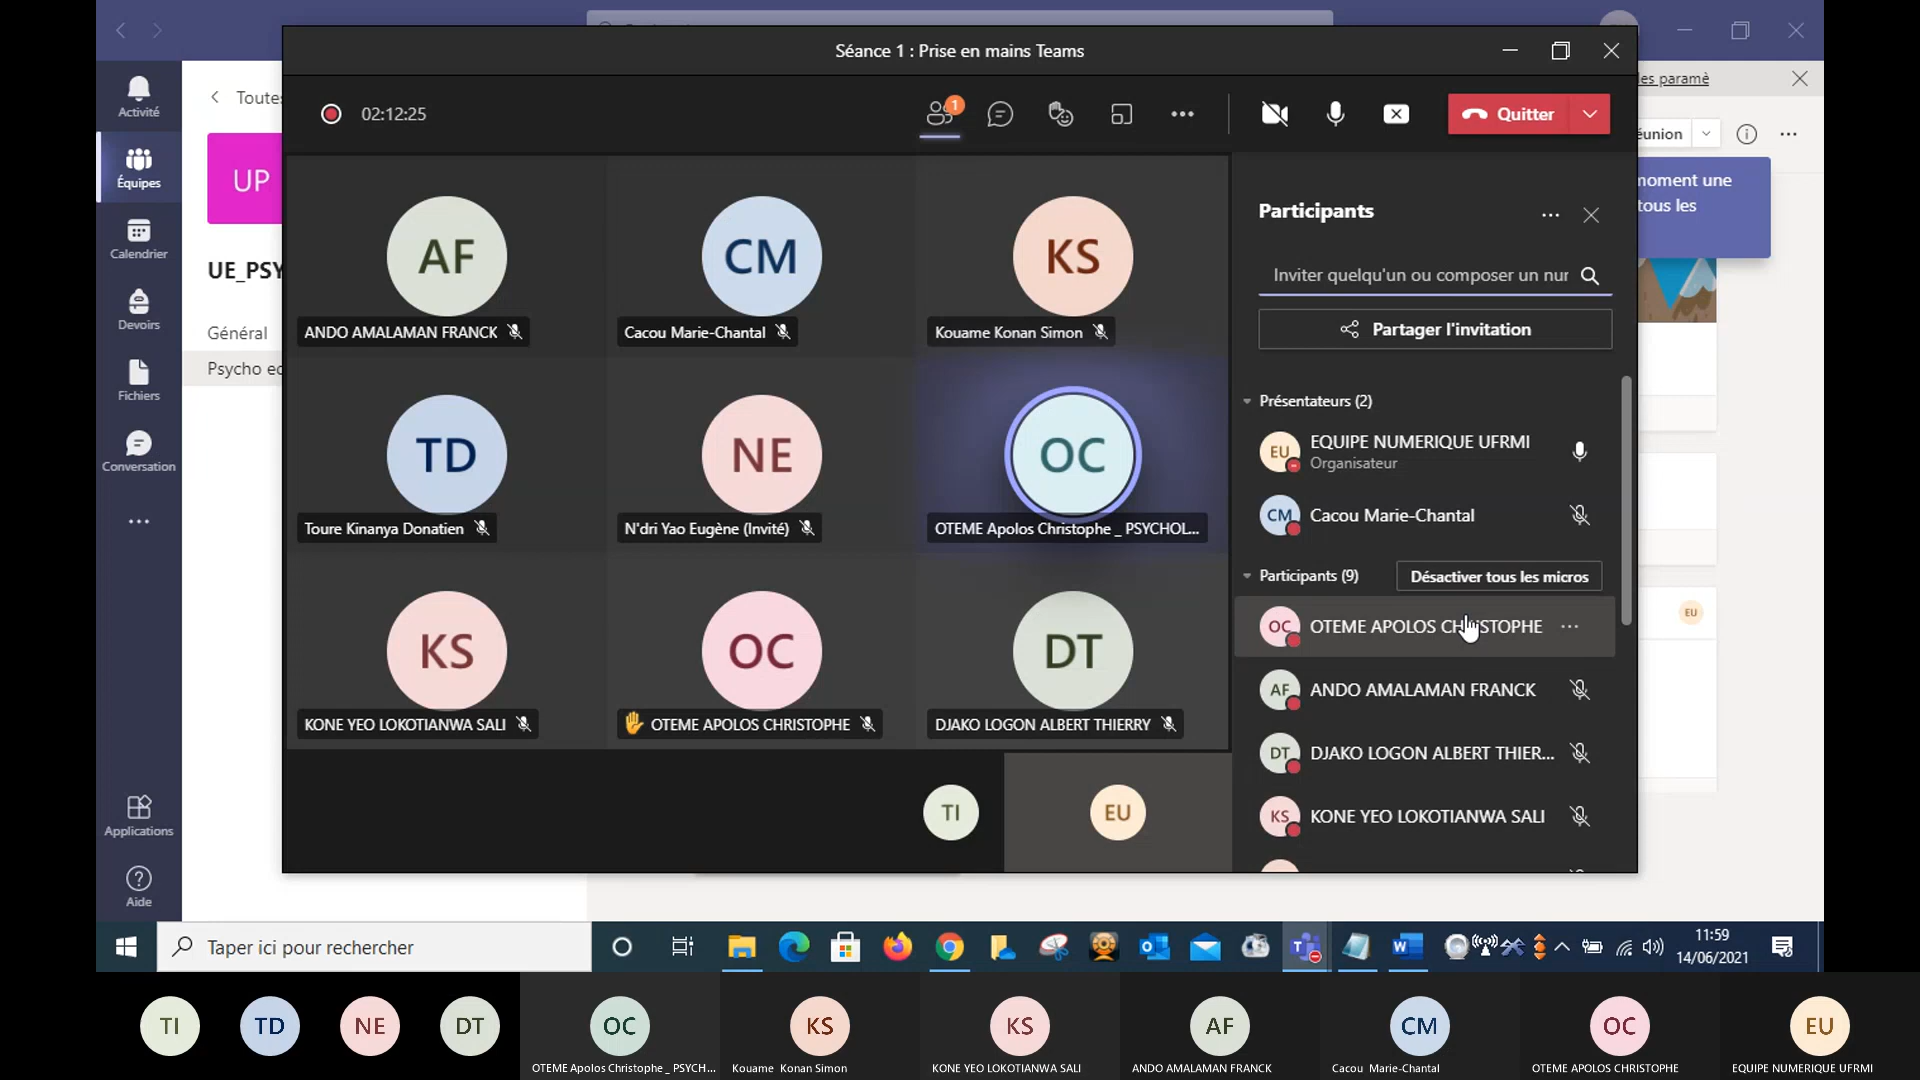 Séance 1 : Prise en mains Teams
02:12:25
1
Quitter
Activité
Équipes
Calendrier
Devoirs
Fichiers
Conversation
Applications
Aide
Toutes
UP
UE_PSY
Général
Psycho ed
AF
ANDO AMALAMAN FRANCK
CM
Cacou Marie-Chantal
KS
Kouame Konan Simon
TD
Toure Kinanya Donatien
NE
N'dri Yao Eugène (Invité)
OC
OTEME Apolos Christophe _ PSYCHOL...
KS
KONE YEO LOKOTIANWA SALI
OC
OTEME APOLOS CHRISTOPHE
DT
DJAKO LOGON ALBERT THIERRY
TI
EU
Participants
Inviter quelqu'un ou composer un nur
Partager l'invitation
Présentateurs (2)
EU
EQUIPE NUMERIQUE UFRMI
Organisateur
CM
Cacou Marie-Chantal
Participants (9)
Désactiver tous les micros
OC
OTEME APOLOS CHRISTOPHE
AF
ANDO AMALAMAN FRANCK
DT
DJAKO LOGON ALBERT THIER...
KS
KONE YEO LOKOTIANWA SALI
les paramè
éunion
moment une
tous les
EU
Taper ici pour rechercher
11:59
14/06/2021
TI
TD
NE
DT
OC
OTEME Apolos Christophe _ PSYCH...
KS
Kouame Konan Simon
KS
KONE YEO LOKOTIANWA SALI
AF
ANDO AMALAMAN FRANCK
CM
Cacou Marie-Chantal
OC
OTEME APOLOS CHRISTOPHE
EU
EQUIPE NUMERIQUE UFRMI